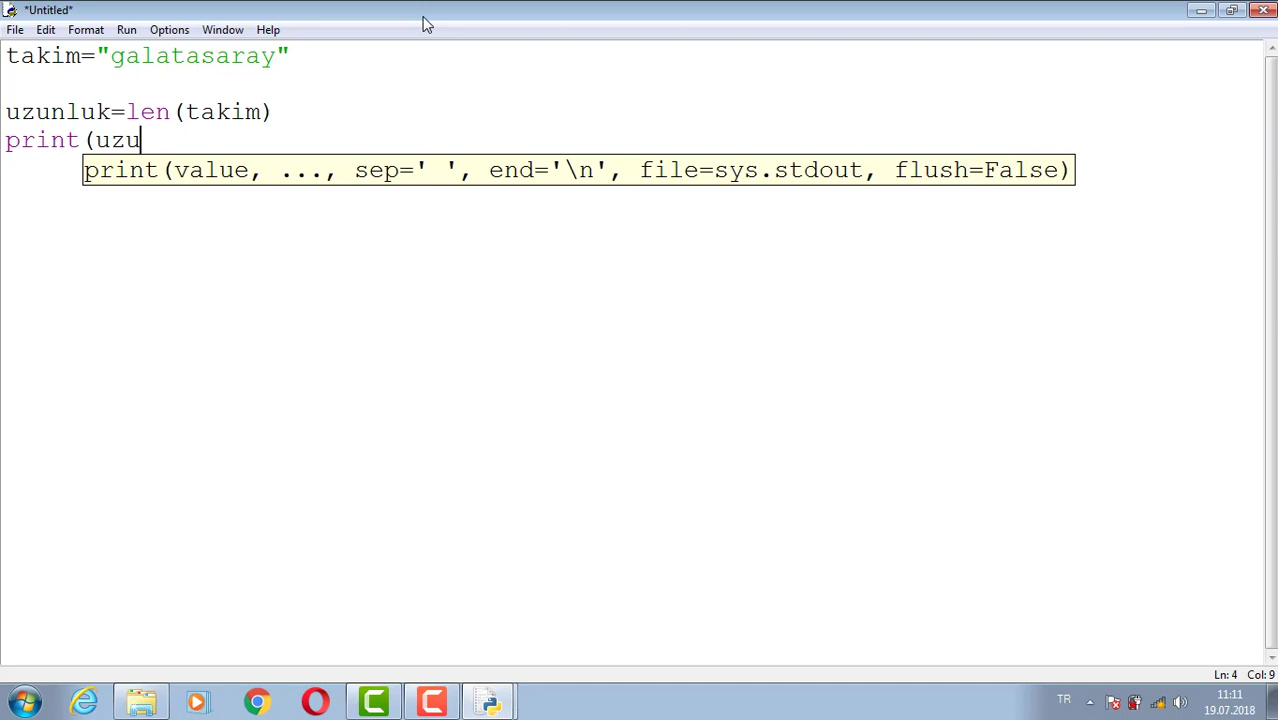 *Untitled*
File Edit Format Run Options Window Help
takim="galatasaray"
uzunluk=len(takim)
print(uzu
print(value, ..., sep=' ', end='\n', file=sys.stdout, flush=False)
Ln: 4 Col: 9
TR
11:11
19.07.2018